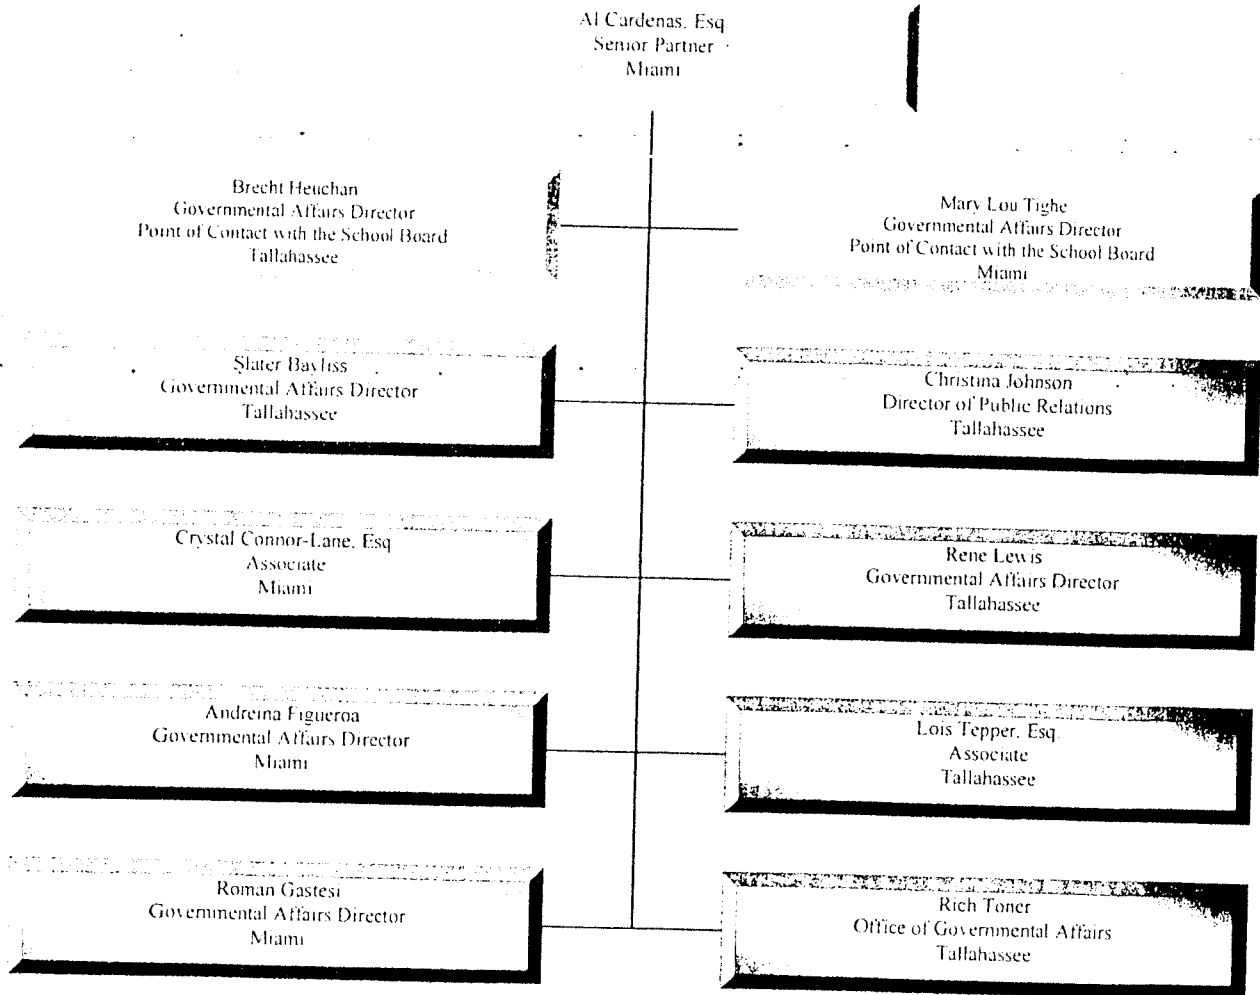 Al Cardenas, Esq.
Senior Partner
Miami
Brecht Heuchan
Governmental Affairs Director
Point of Contact with the School Board
Tallahassee
Mary Lou Tighe
Governmental Affairs Director
Point of Contact with the School Board
Miami
Slater Bayliss
Governmental Affairs Director
Tallahassee
Christina Johnson
Director of Public Relations
Tallahassee
Crystal Connor-Lane, Esq
Associate
Miami
Rene Lewis
Governmental Affairs Director
Tallahassee
Andreina Figueroa
Governmental Affairs Director
Miami
Lois Tepper, Esq.
Associate
Tallahassee
Roman Gastesi
Governmental Affairs Director
Miami
Rich Toner
Office of Governmental Affairs
Tallahassee